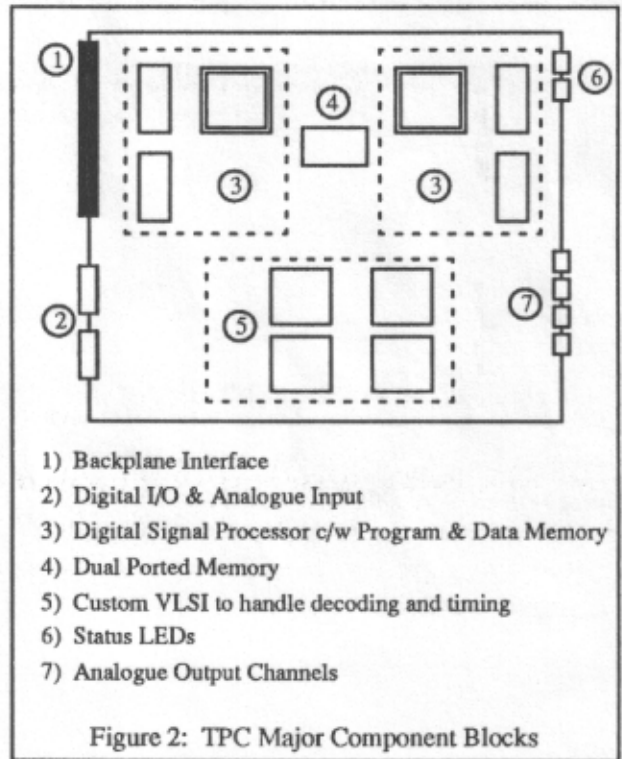 1
6
4
3
3
2
5
7
1) Backplane Interface
2) Digital I/O & Analogue Input
3) Digital Signal Processor c/w Program & Data Memory
4) Dual Ported Memory
5) Custom VLSI to handle decoding and timing
6) Status LEDs
7) Analogue Output Channels
Figure 2: TPC Major Component Blocks